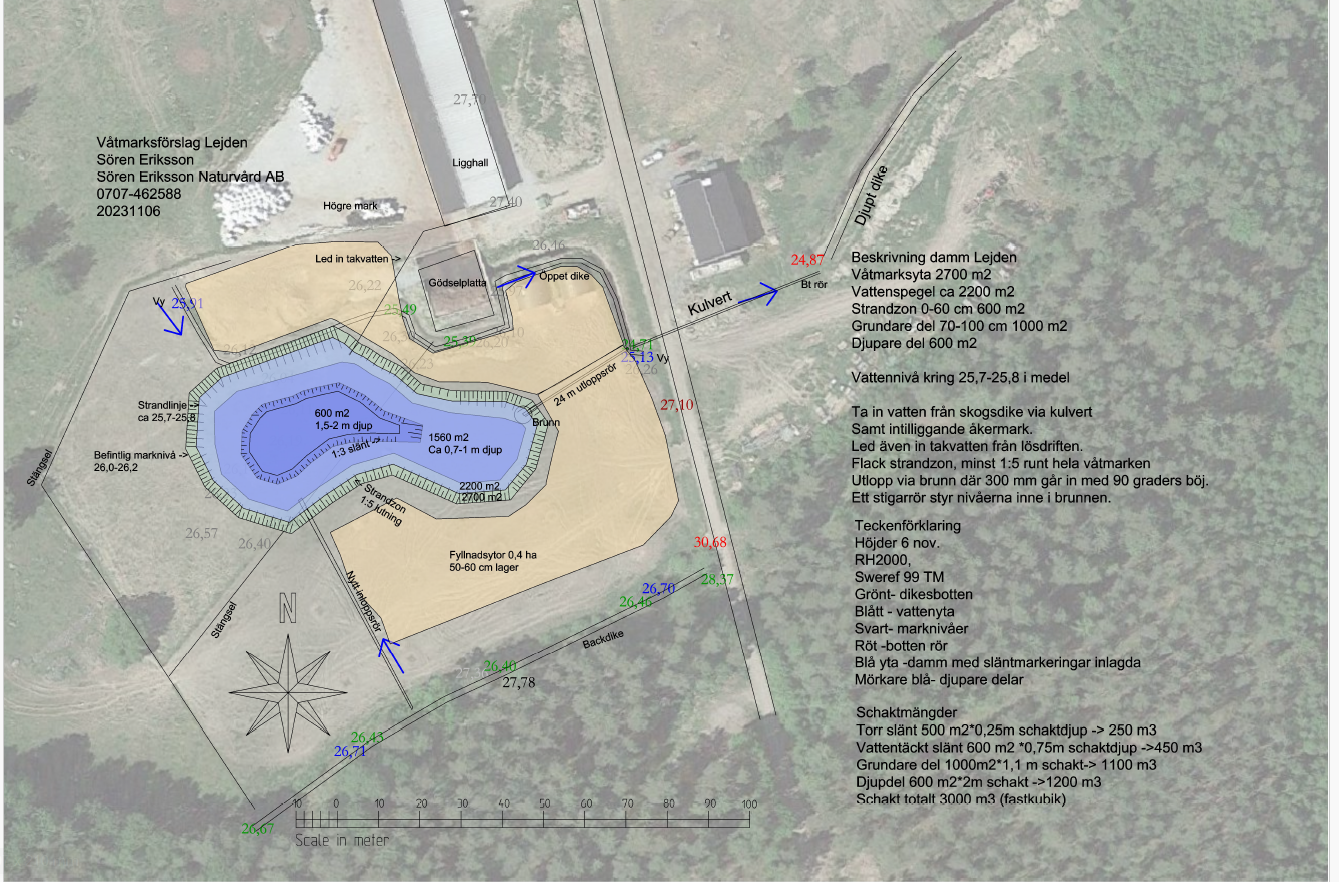 27,70
Våtmarksförslag Lejden
Sören Eriksson
Sören Eriksson Naturvård AB
0707-462588
20231106
Ligghall
Högre mark
27,40
Djupt dike
26,46
Led in takvatten ->
Gödselplatta
Öppet dike
24,87
Bt rör
Kulvert
26,22
Vy
25,91
25,49
25,39
25,13 Vy
24 m utloppsrör
27,10
Strandlinje ->
ca 25,7-25,8
600 m2
1,5-2 m djup
1:3 slänt ->
1560 m2
Ca 0,7-1 m djup
Brunn
Befintlig marknivå ->
26,0-26,2
Stängsel
2200 m2
2700 m2
Strandzon
1:5 lutning
26,57
26,40
Fyllnadsytor 0,4 ha
50-60 cm lager
30,68
28,37
26,70
26,46
Nytt inloppsrör
Stängsel
N
Backdike
26,40
27,78
26,43
26,71
26,67
10 0 10 20 30 40 50 60 70 80 90 100
Scale in meter
Beskrivning damm Lejden
Våtmarksyta 2700 m2
Vattenspegel ca 2200 m2
Strandzon 0-60 cm 600 m2
Grundare del 70-100 cm 1000 m2
Djupare del 600 m2
Vattennivå kring 25,7-25,8 i medel
Ta in vatten från skogsdike via kulvert
Samt intilliggande åkermark.
Led även in takvatten från lösdriften.
Flack strandzon, minst 1:5 runt hela våtmarken
Utlopp via brunn där 300 mm går in med 90 graders böj.
Ett stigarrör styr nivåerna inne i brunnen.
Teckenförklaring
Höjder 6 nov.
RH2000,
Sweref 99 TM
Grönt- dikesbotten
Blått - vattenyta
Svart- marknivåer
Röt -botten rör
Blå yta -damm med släntmarkeringar inlagda
Mörkare blå- djupare delar
Schaktmängder
Torr slänt 500 m2*0,25m schaktdjup -> 250 m3
Vattentäckt slänt 600 m2 *0,75m schaktdjup ->450 m3
Grundare del 1000m2*1,1 m schakt-> 1100 m3
Djupdel 600 m2*2m schakt ->1200 m3
Schakt totalt 3000 m3 (fastkubik)